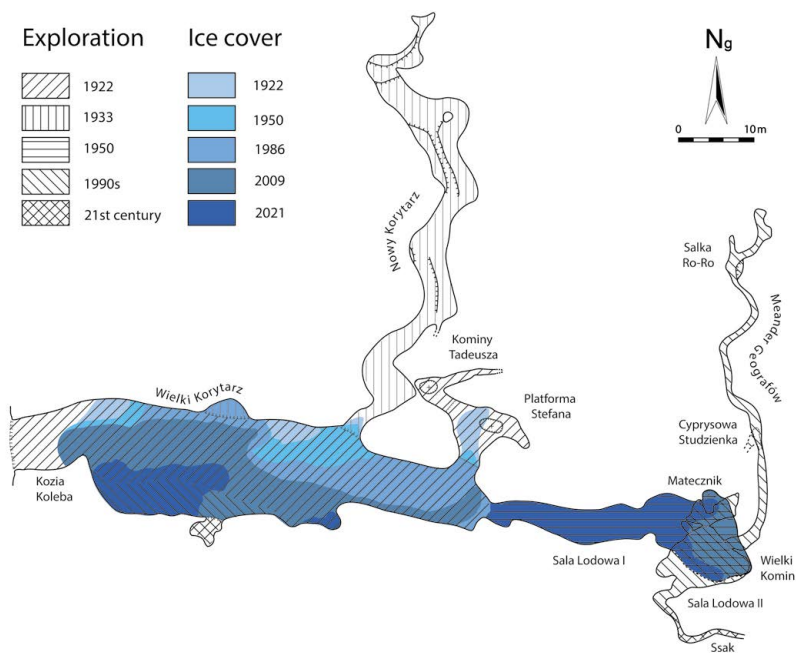 Exploration
1922
1933
1950
1990s
21st century
Ice cover
1922
1950
1986
2009
2021
Ng
0 10m
Nowy Korytarz
Salka
Ro-Ro
Meander Geografów
Kominy
Tadeusza
Wielki Korytarz
Platforma
Stefana
Cyprysowa
Studzienka
Kozia
Koleba
Matecznik
Sala Lodowa I
Wielki
Komin
Sala Lodowa II
Ssak